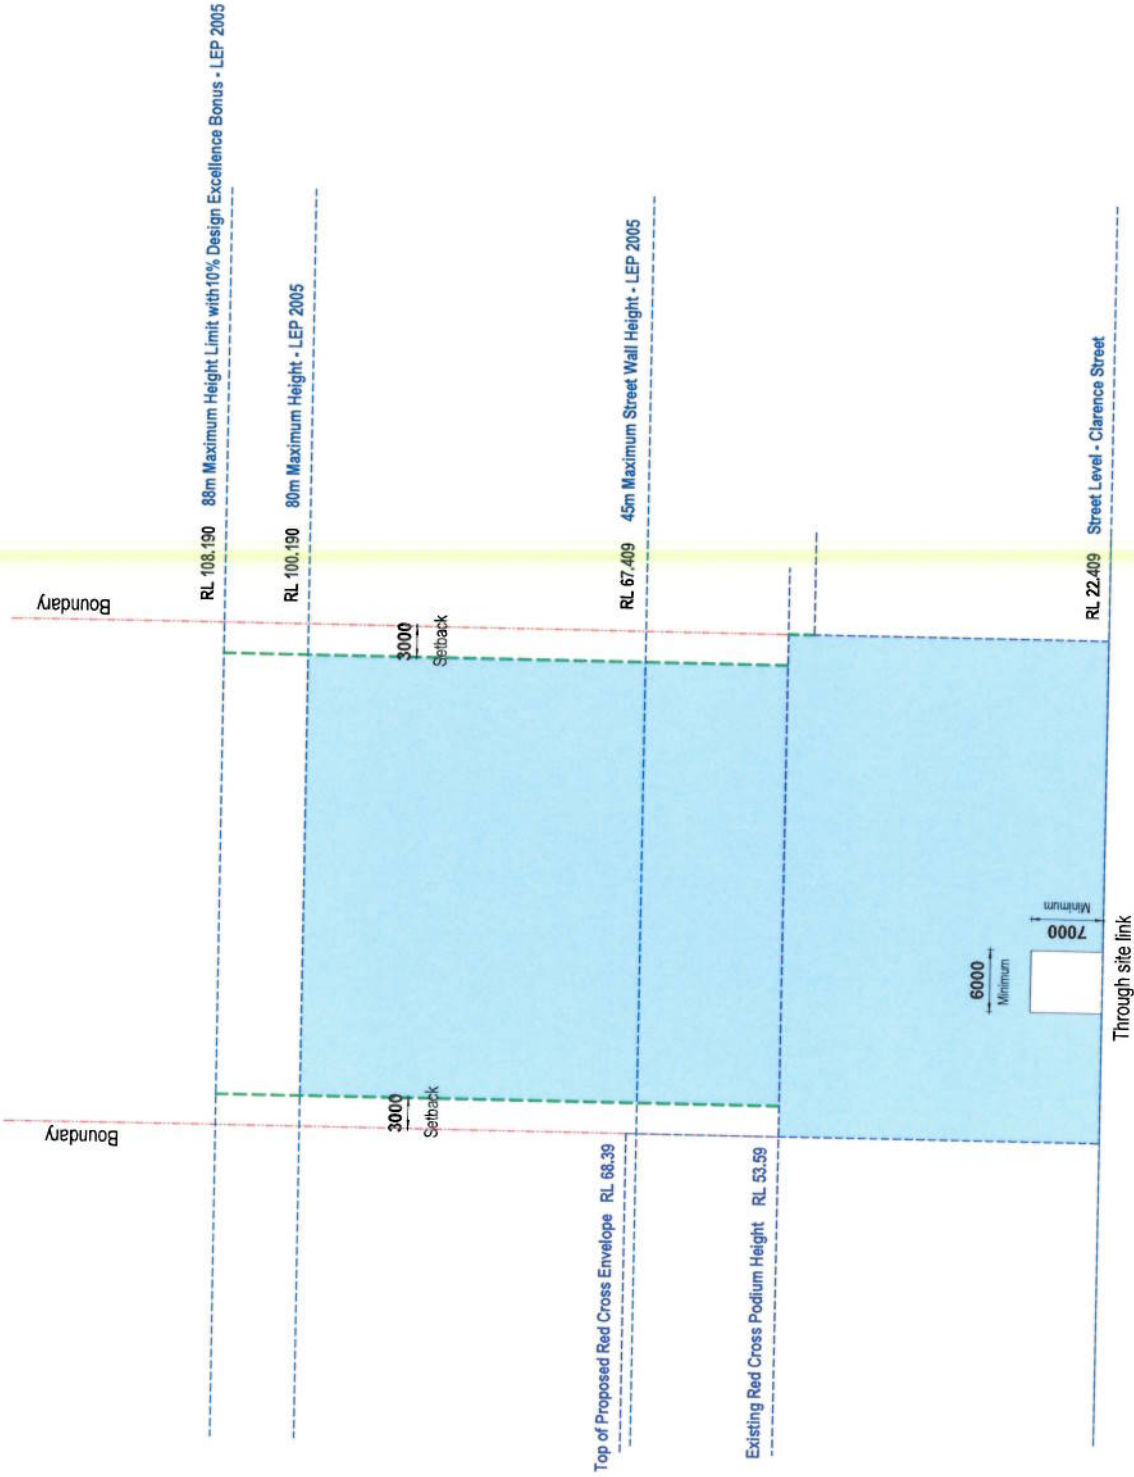 Boundary
Boundary
RL 108.190 88m Maximum Height Limit with10% Design Excellence Bonus - LEP 2005
RL 100.190 80m Maximum Height - LEP 2005
3000
Setback
3000
Setback
Top of Proposed Red Cross Envelope RL 68.39
RL 67.409 45m Maximum Street Wall Height - LEP 2005
Existing Red Cross Podium Height RL 53.59
6000
Minimum
7000
Minimum
RL 22.409 Street Level - Clarence Street
Through site link